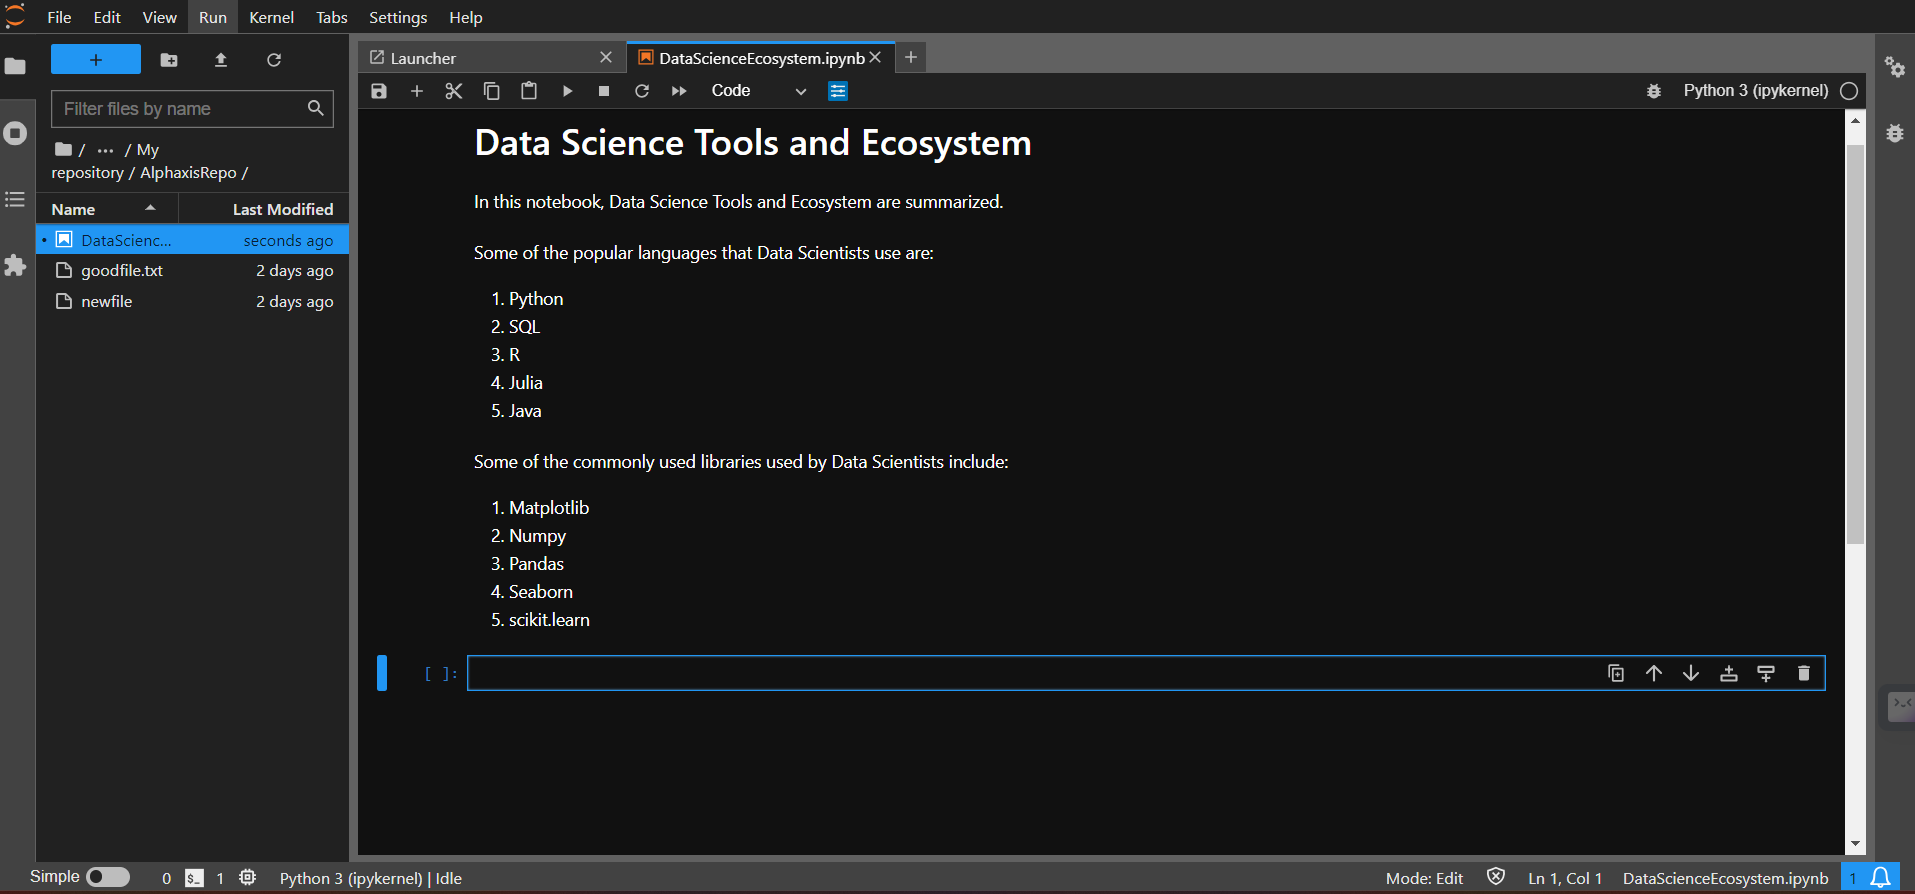 File Edit View Run Kernel Tabs Settings Help
+
Filter files by name
/ ... / My
repository / AlphaxisRepo /
Name Last Modified
DataScienc... seconds ago
goodfile.txt 2 days ago
newfile 2 days ago
Launcher
DataScienceEcosystem.ipynb
Code
Python 3 (ipykernel)
Data Science Tools and Ecosystem
In this notebook, Data Science Tools and Ecosystem are summarized.
Some of the popular languages that Data Scientists use are:
1. Python
2. SQL
3. R
4. Julia
5. Java
Some of the commonly used libraries used by Data Scientists include:
1. Matplotlib
2. Numpy
3. Pandas
4. Seaborn
5. scikit.learn
[ ]:
Simple 0 $_ 1 Python 3 (ipykernel) | Idle Mode: Edit Ln 1, Col 1 DataScienceEcosystem.ipynb 1